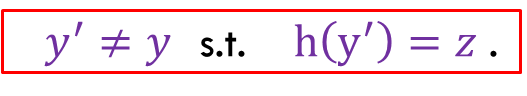 y′ ≠ y s.t. h(y′) = z .